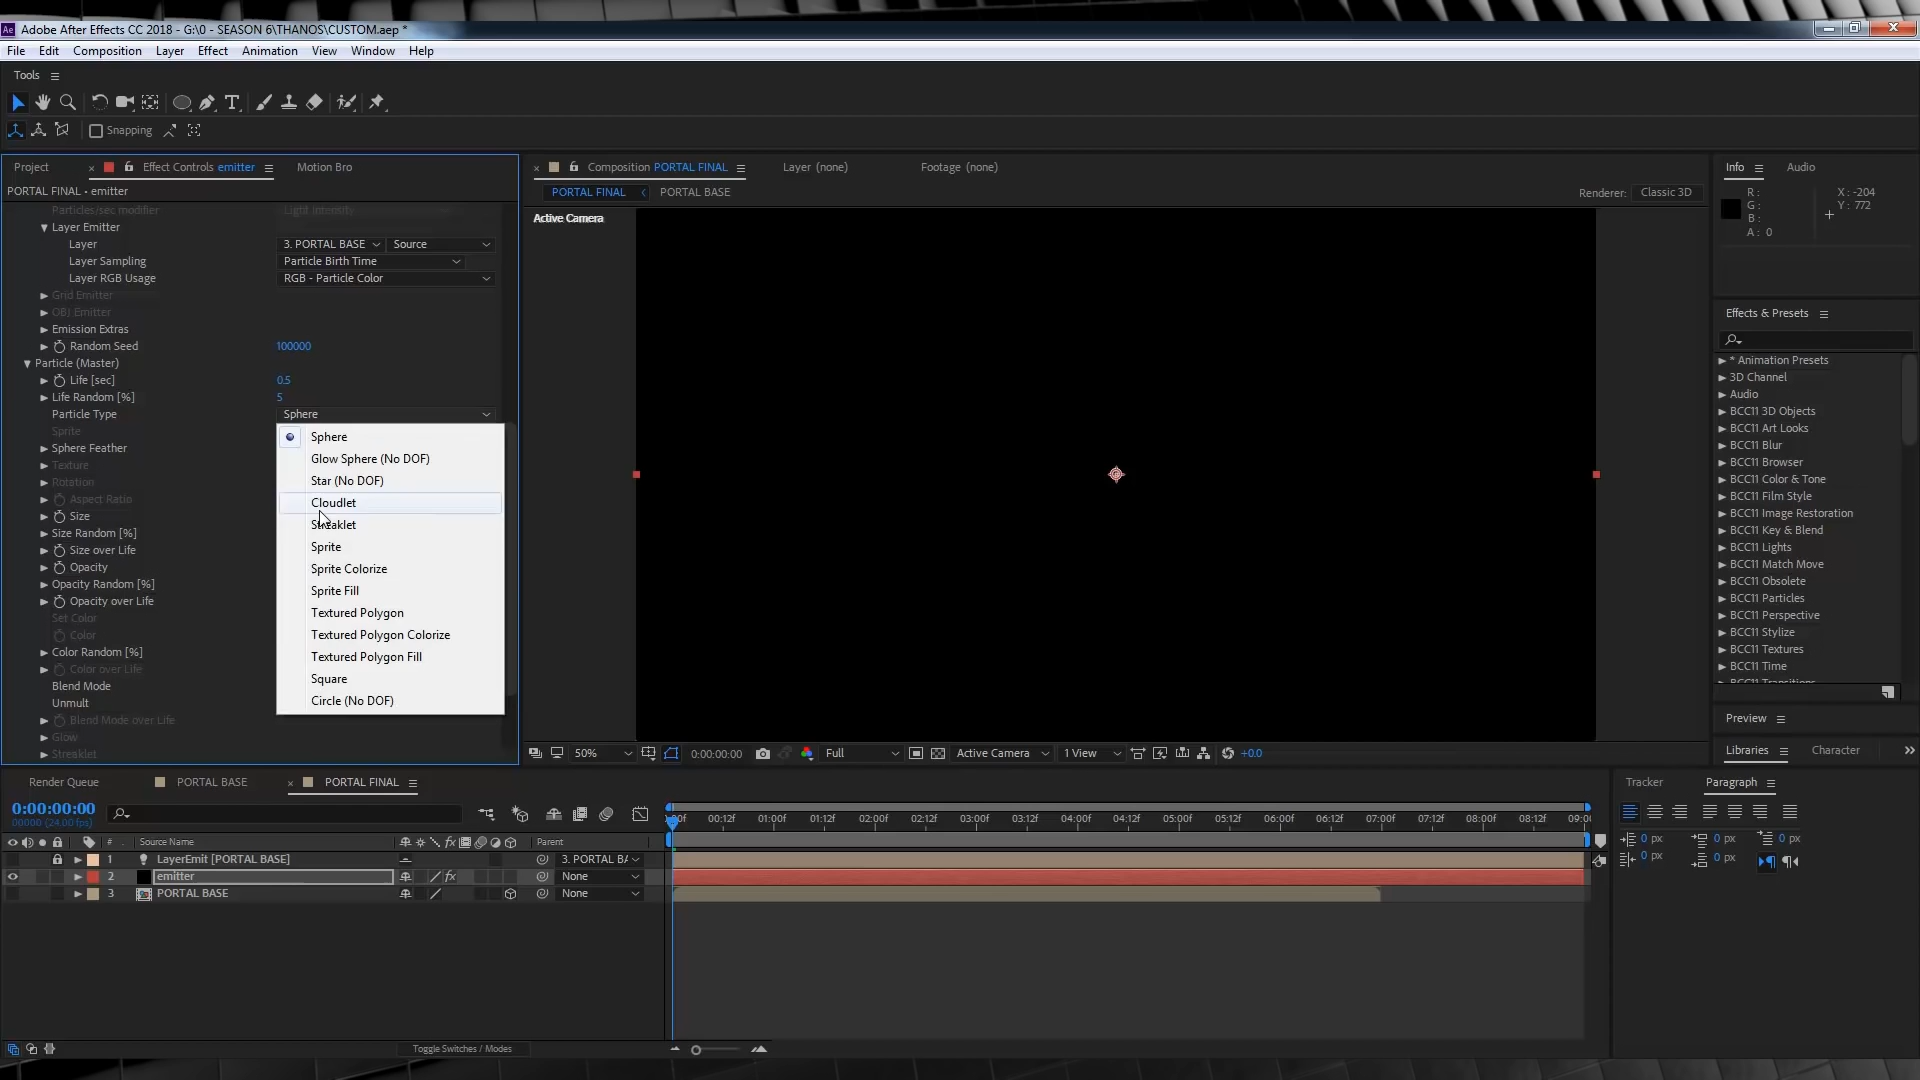 Adobe After Effects CC 2018 - G:\0 - SEASON 6\THANOS\CUSTOM.aep *
File Edit Composition Layer Effect Animation View Window Help
Tools
Snapping
Project
Effect Controls emitter
Motion Bro
PORTAL FINAL • emitter
Particles/sec modifier Light Intensity
Layer Emitter
Layer 3. PORTAL BASE Source
Layer Sampling Particle Birth Time
Layer RGB Usage RGB - Particle Color
Grid Emitter
OBJ Emitter
Emission Extras
Random Seed 100000
Particle (Master)
Life [sec] 0.5
Life Random [%] 5
Particle Type Sphere
Sprite
Sphere Feather
Texture
Rotation
Aspect Ratio
Size
Size Random [%]
Size over Life
Opacity
Opacity Random [%]
Opacity over Life
Set Color
Color
Color Random [%]
Color over Life
Blend Mode
Unmult
Blend Mode over Life
Glow
Streaklet
Sphere
Glow Sphere (No DOF)
Star (No DOF)
Cloudlet
Streaklet
Sprite
Sprite Colorize
Sprite Fill
Textured Polygon
Textured Polygon Colorize
Textured Polygon Fill
Square
Circle (No DOF)
Composition PORTAL FINAL
Layer (none)
Footage (none)
PORTAL FINAL
PORTAL BASE
Renderer: Classic 3D
Active Camera
50%
0:00:00:00
Full
Active Camera
1 View
+0.0
Info
Audio
R :
G :
B :
A : 0
X : -204
Y : 772
Effects & Presets
* Animation Presets
3D Channel
Audio
BCC11 3D Objects
BCC11 Art Looks
BCC11 Blur
BCC11 Browser
BCC11 Color & Tone
BCC11 Film Style
BCC11 Image Restoration
BCC11 Key & Blend
BCC11 Lights
BCC11 Match Move
BCC11 Obsolete
BCC11 Particles
BCC11 Perspective
BCC11 Stylize
BCC11 Textures
BCC11 Time
BCC11 Transitions
Preview
Libraries
Character
Render Queue
PORTAL BASE
PORTAL FINAL
0:00:00:00
00000 (24.00 fps)
:00f 00:12f 01:00f 01:12f 02:00f 02:12f 03:00f 03:12f 04:00f 04:12f 05:00f 05:12f 06:00f 06:12f 07:00f 07:12f 08:00f 08:12f 09:0
# Source Name fx Parent
1 LayerEmit [PORTAL BASE] 3. PORTAL BA
2 emitter fx None
3 PORTAL BASE None
Toggle Switches / Modes
Tracker
Paragraph
0 px 0 px 0 px
0 px 0 px